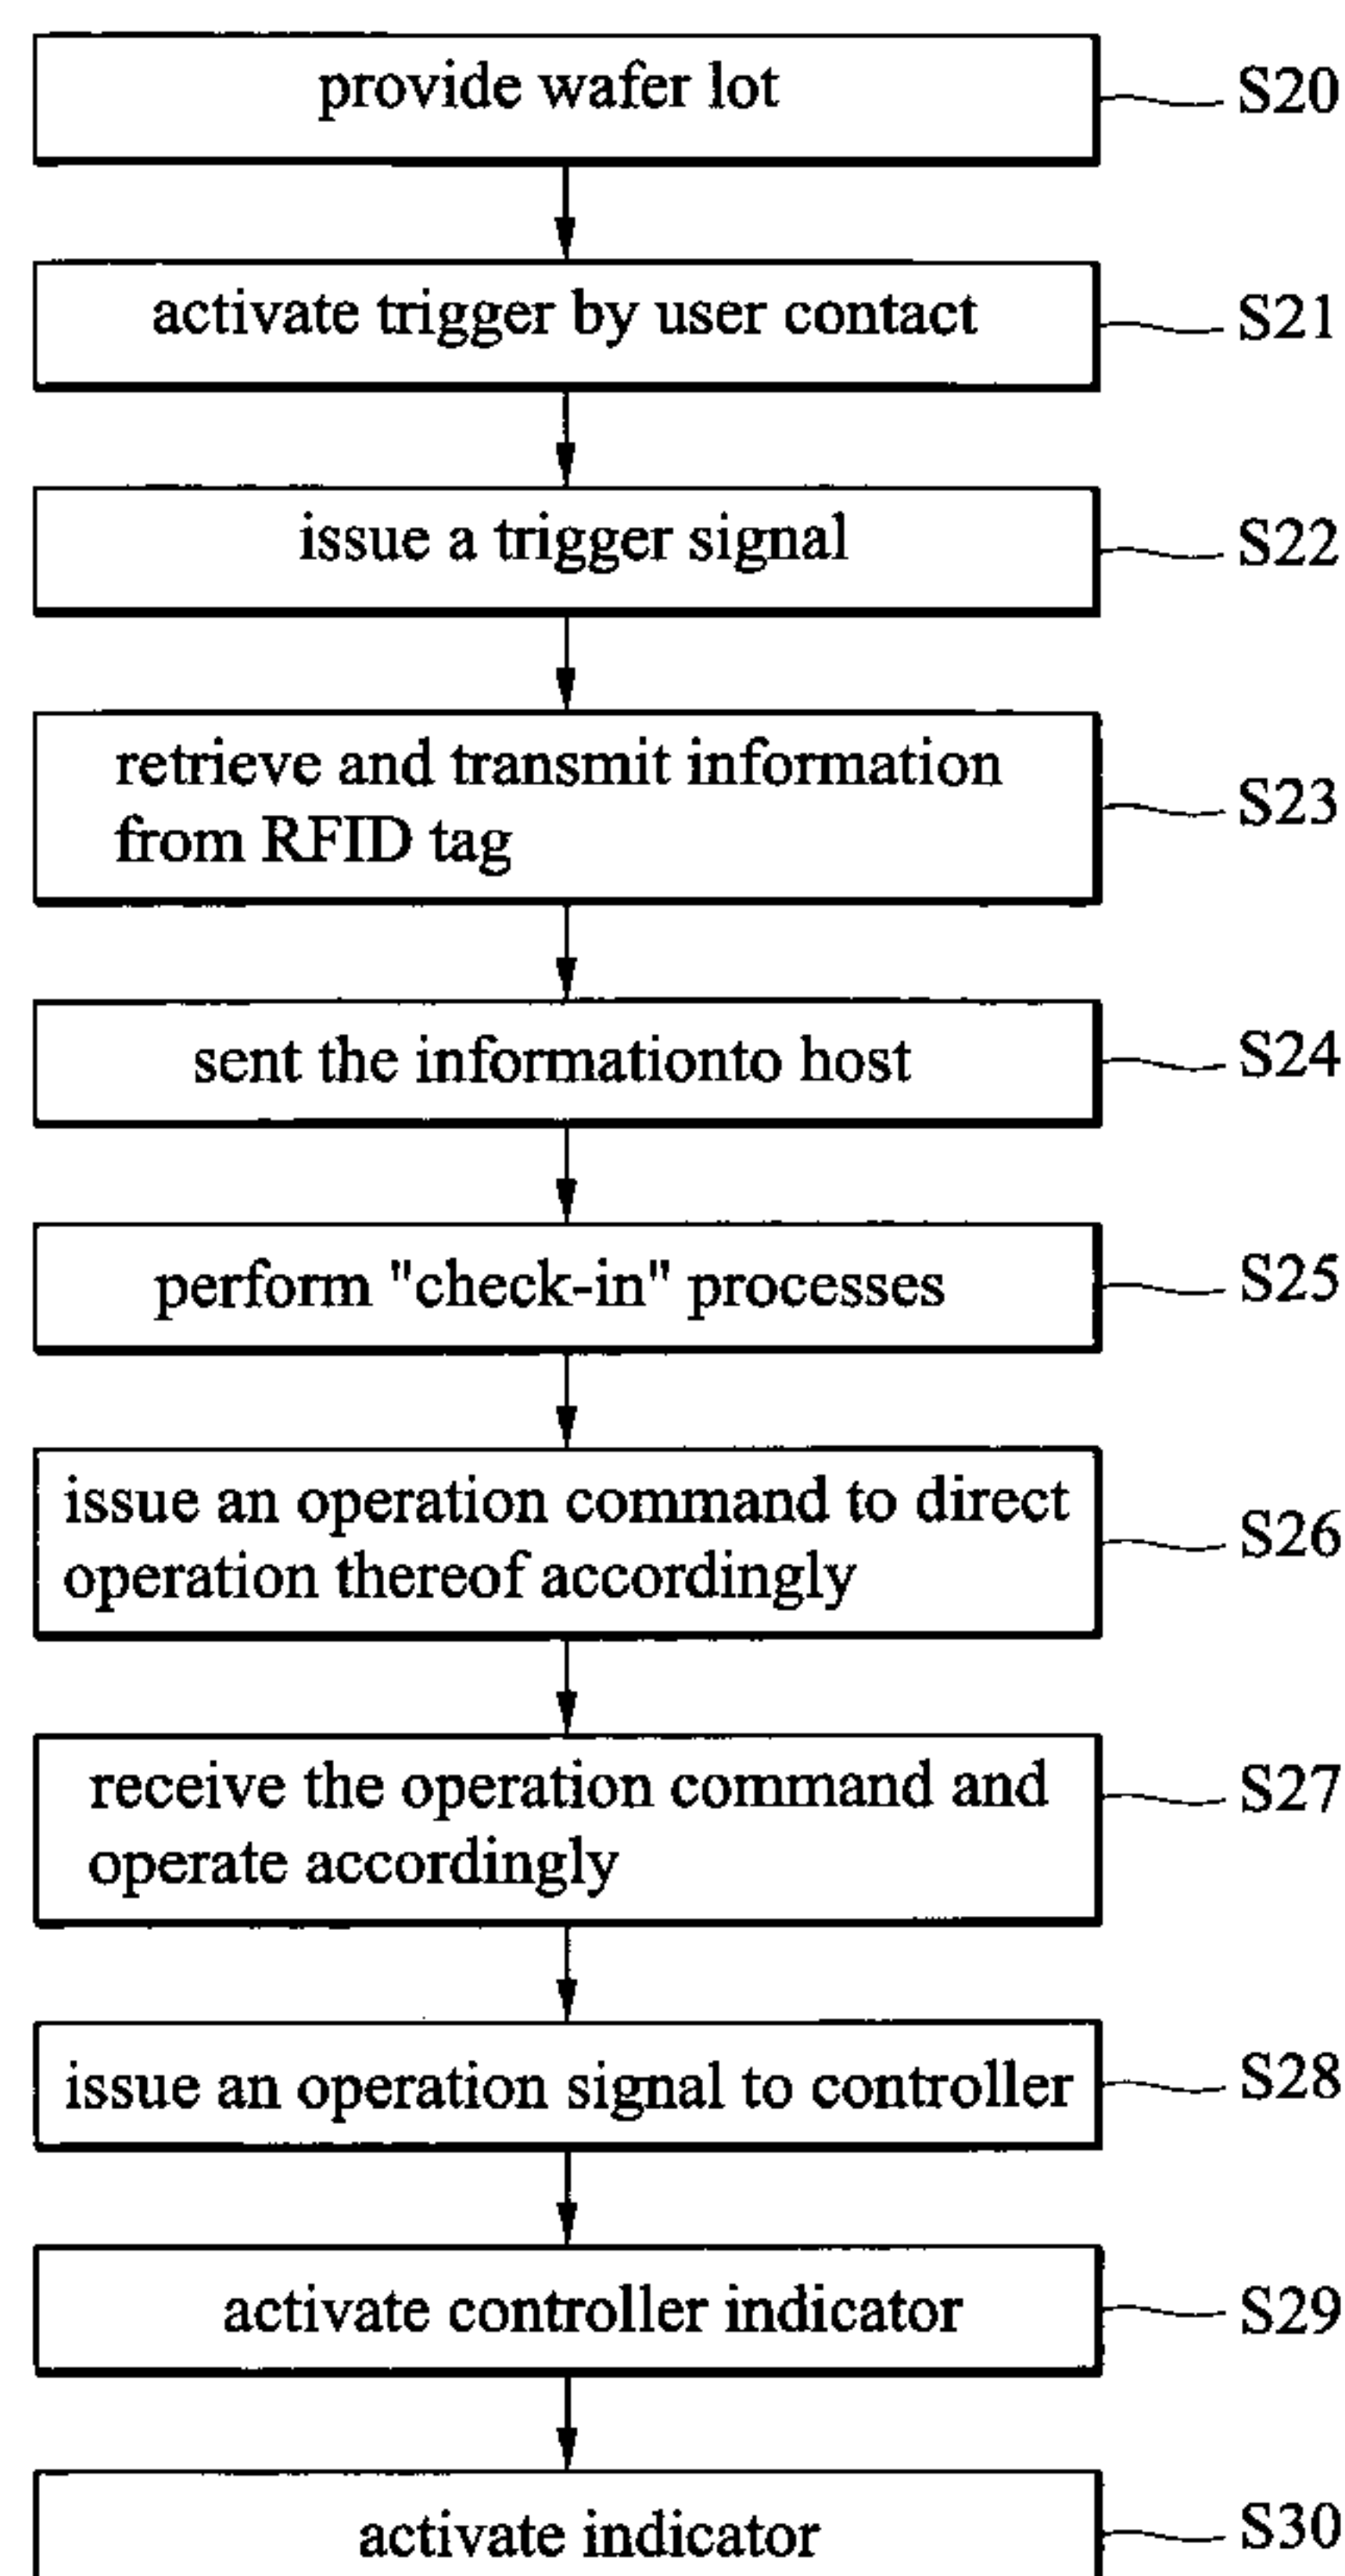 provide wafer lot S20
activate trigger by user contact S21
issue a trigger signal S22
retrieve and transmit information
from RFID tag
S23
sent the informationto host S24
perform "check-in" processes S25
issue an operation command to direct
operation thereof accordingly
S26
receive the operation command and
operate accordingly
S27
issue an operation signal to controller S28
activate controller indicator S29
activate indicator S30